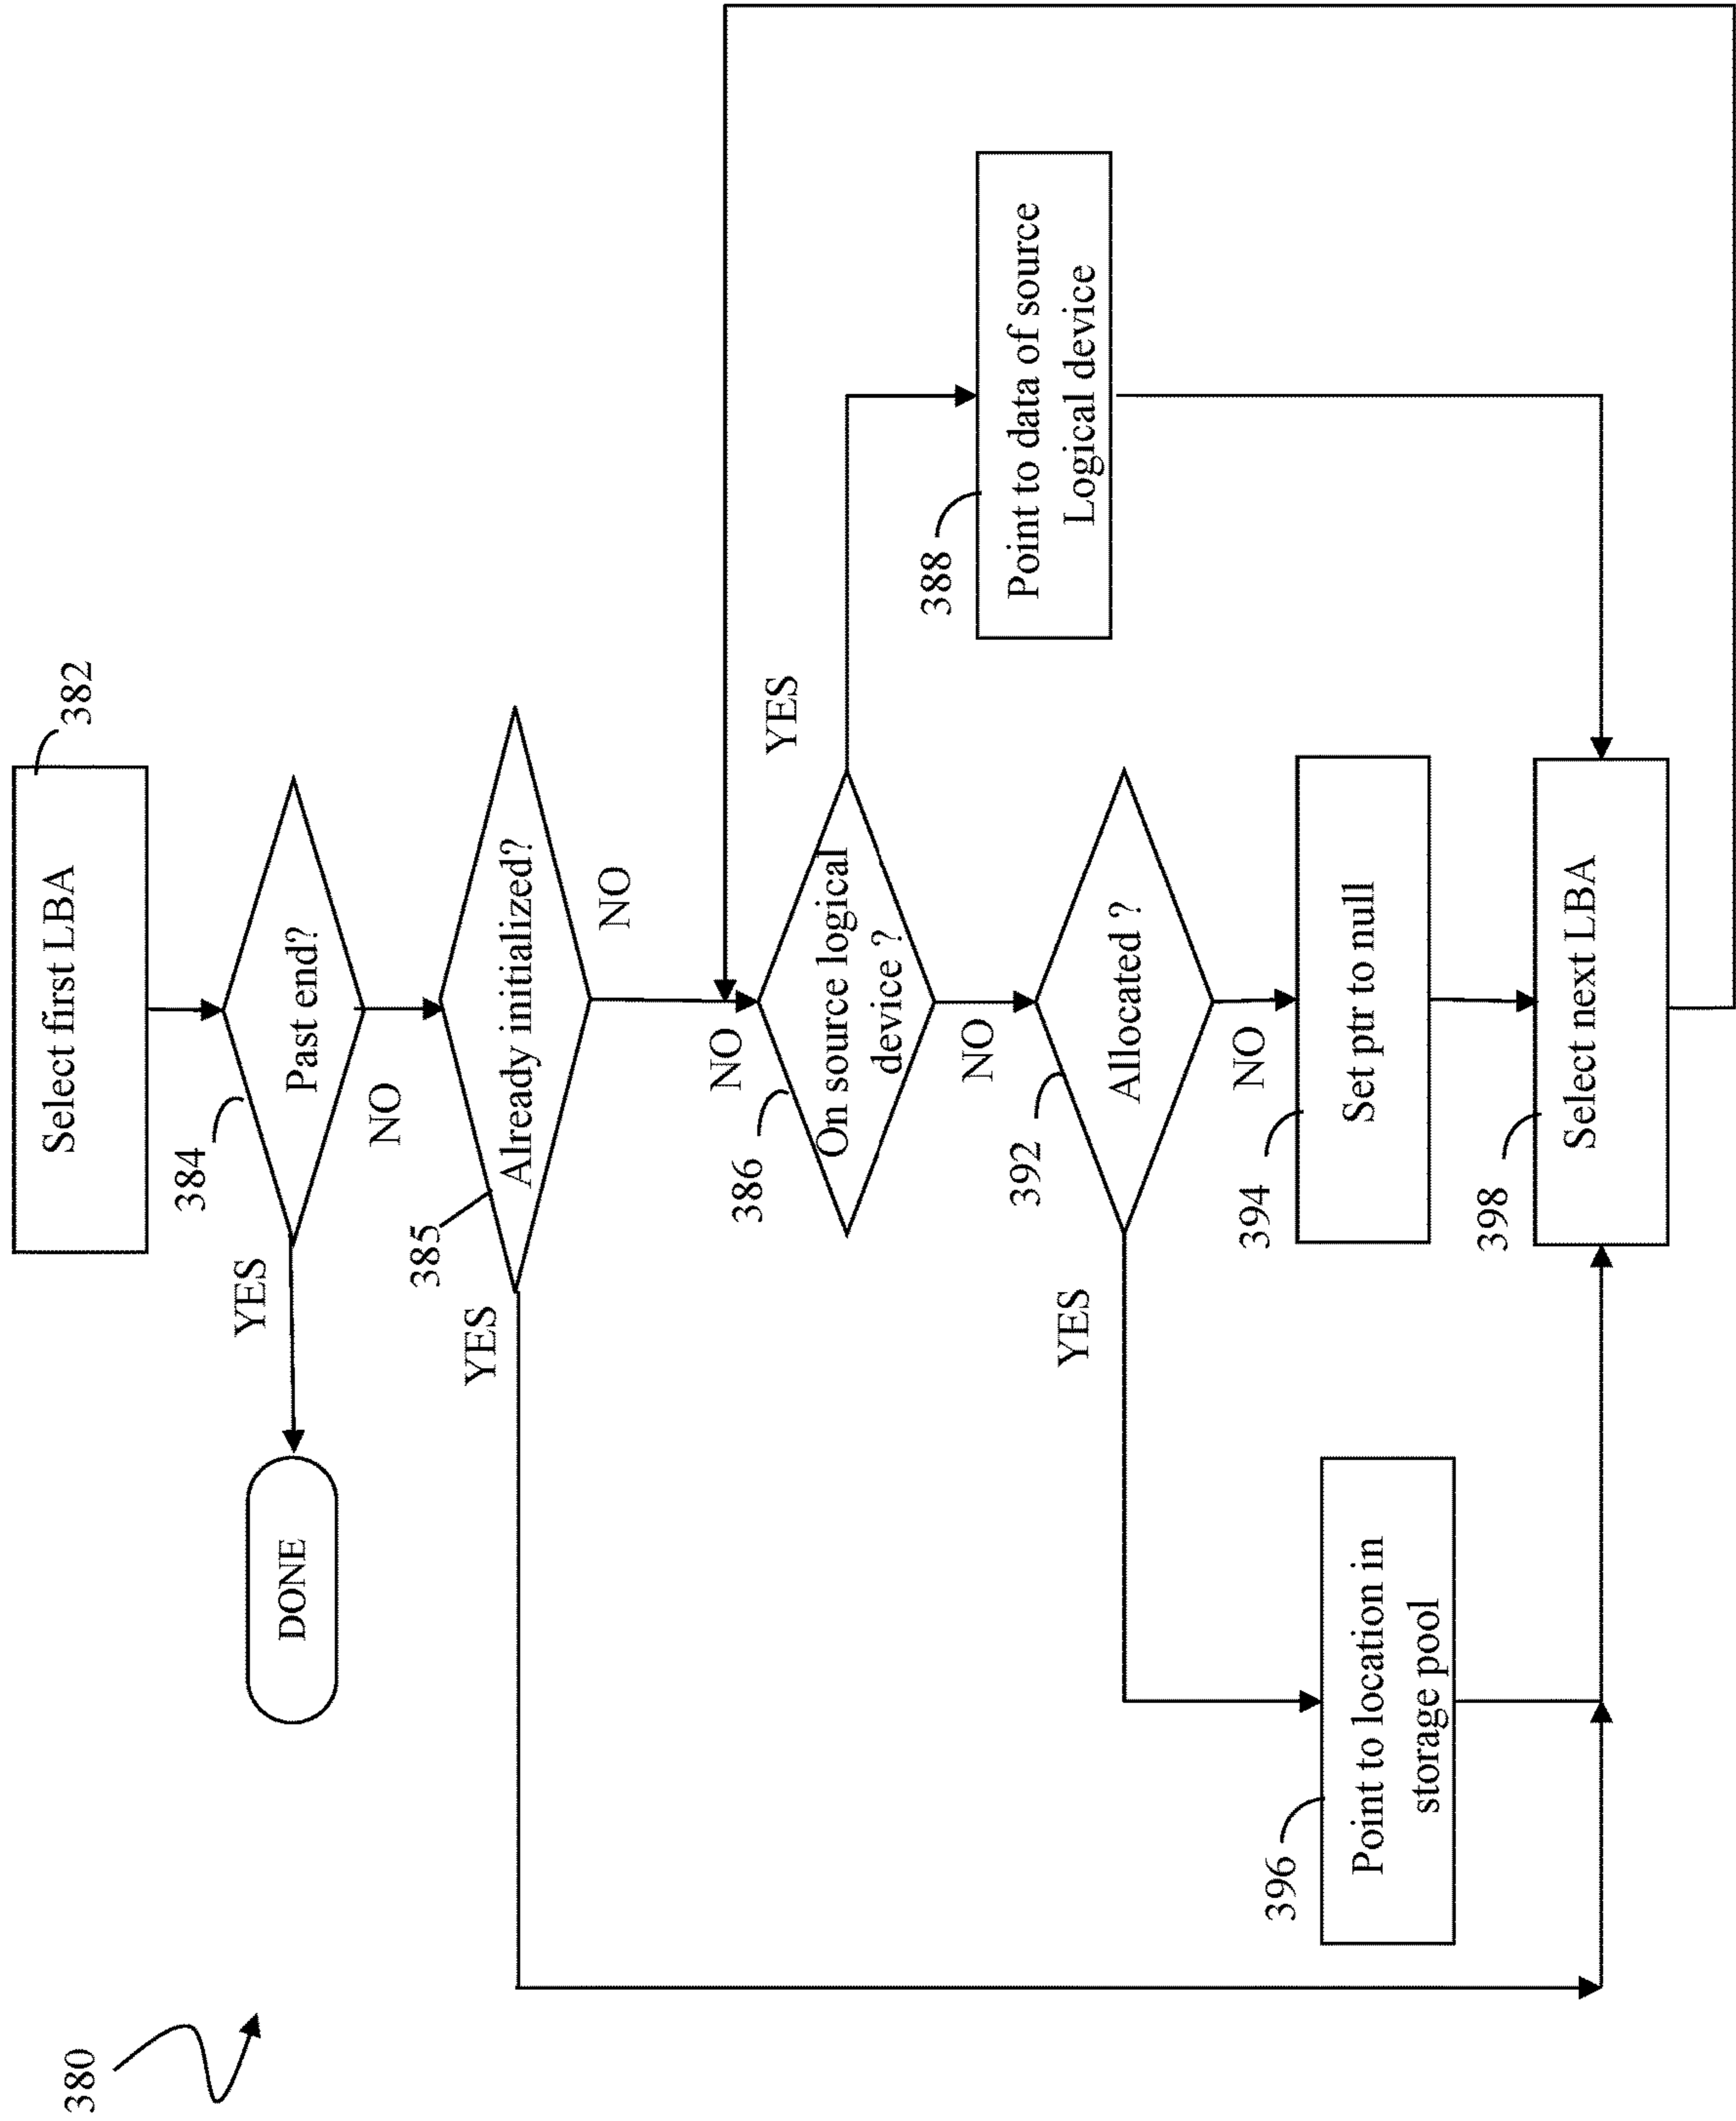 380
Select first LBA
382
384
Past end?
YES
DONE
NO
385
Already initialized?
YES
NO
NO
386
On source logical
device ?
YES
388
Point to data of source
Logical device
NO
392
Allocated ?
YES
NO
396
Point to location in
storage pool
394
Set ptr to null
398
Select next LBA